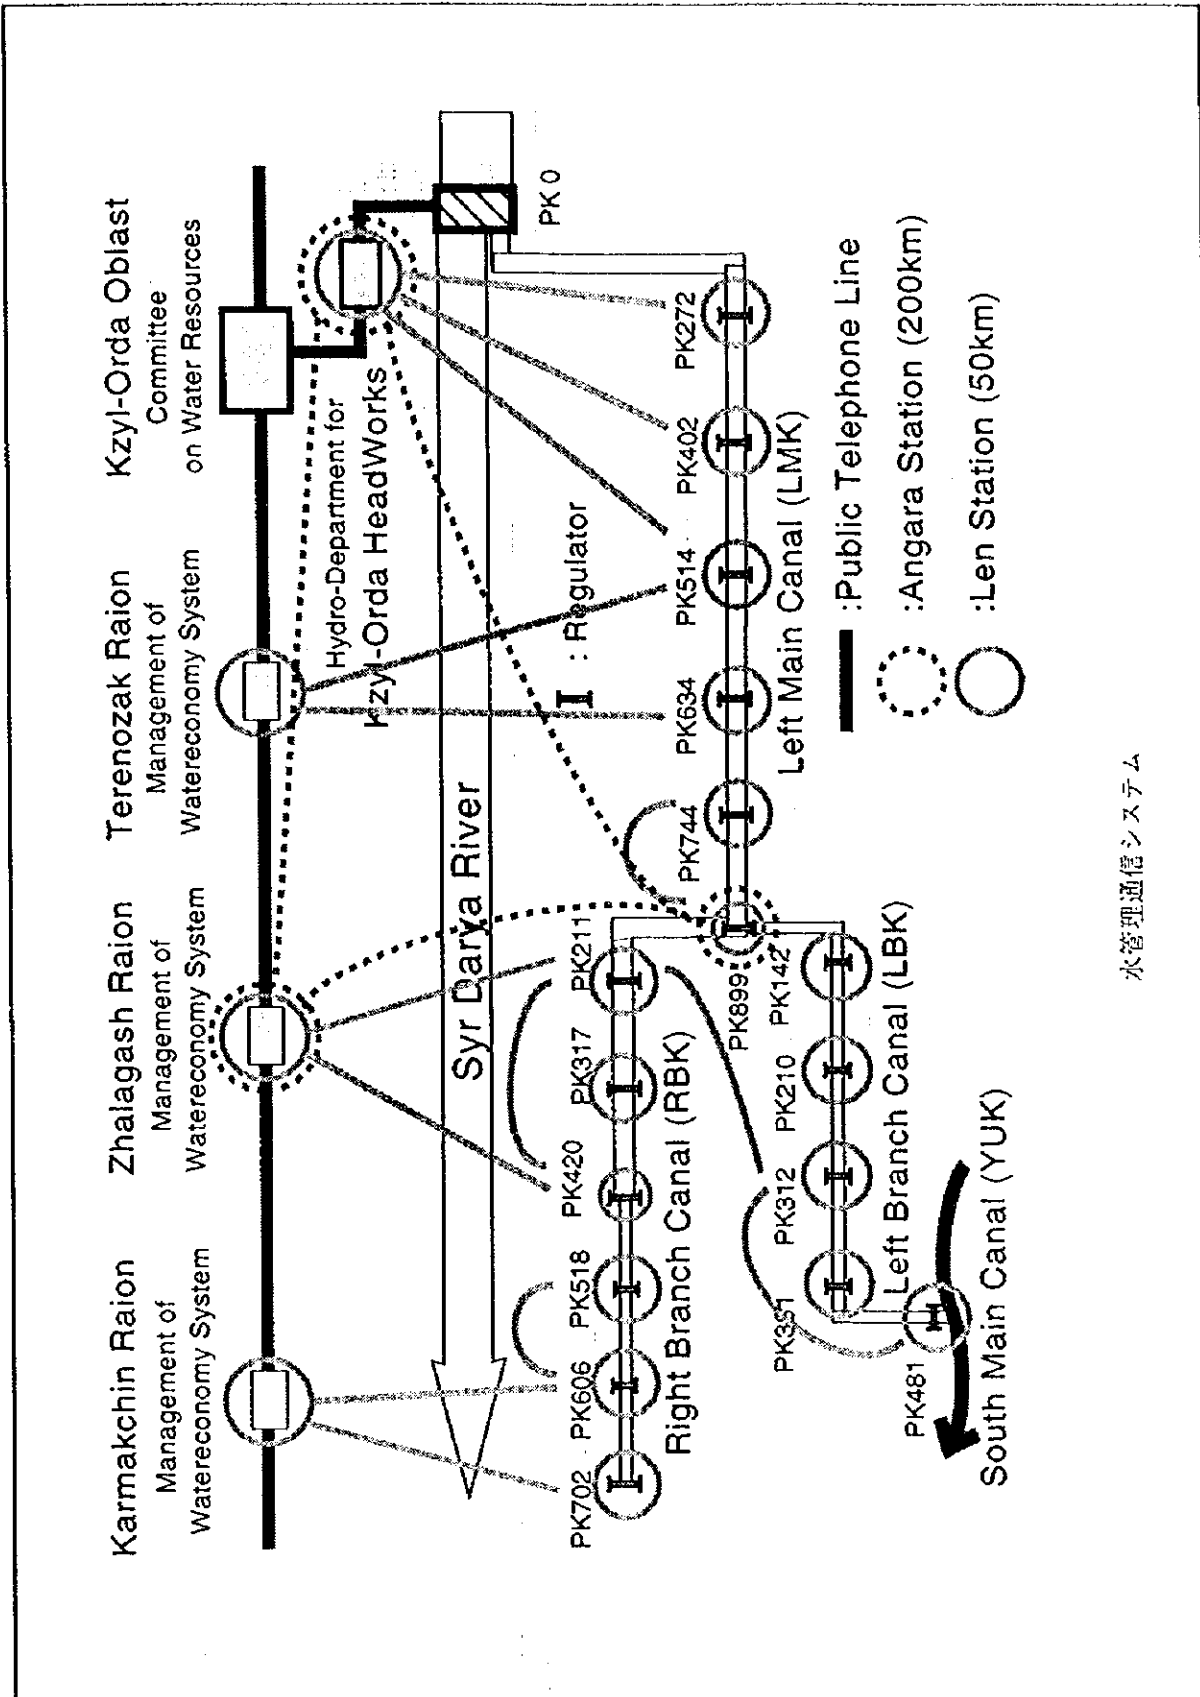 Karmakchin Raion
Management of
Watereconomy System
Zhalagash Raion
Management of
Watereconomy System
Terenozak Raion
Management of
Watereconomy System
Kzyl-Orda Oblast
Committee
on Water Resources
Hydro-Department for
Kzyl-Orda HeadWorks
Syr Darya River
PK 0
: Regulator
PK702
PK606
PK518
PK420
PK317
PK211
Right Branch Canal (RBK)
PK899
PK744
PK634
PK514
PK402
PK272
Left Main Canal (LMK)
PK351
PK312
PK210
PK142
Left Branch Canal (LBK)
PK481
South Main Canal (YUK)
:Public Telephone Line
:Angara Station (200km)
:Len Station (50km)
水管理通信システム